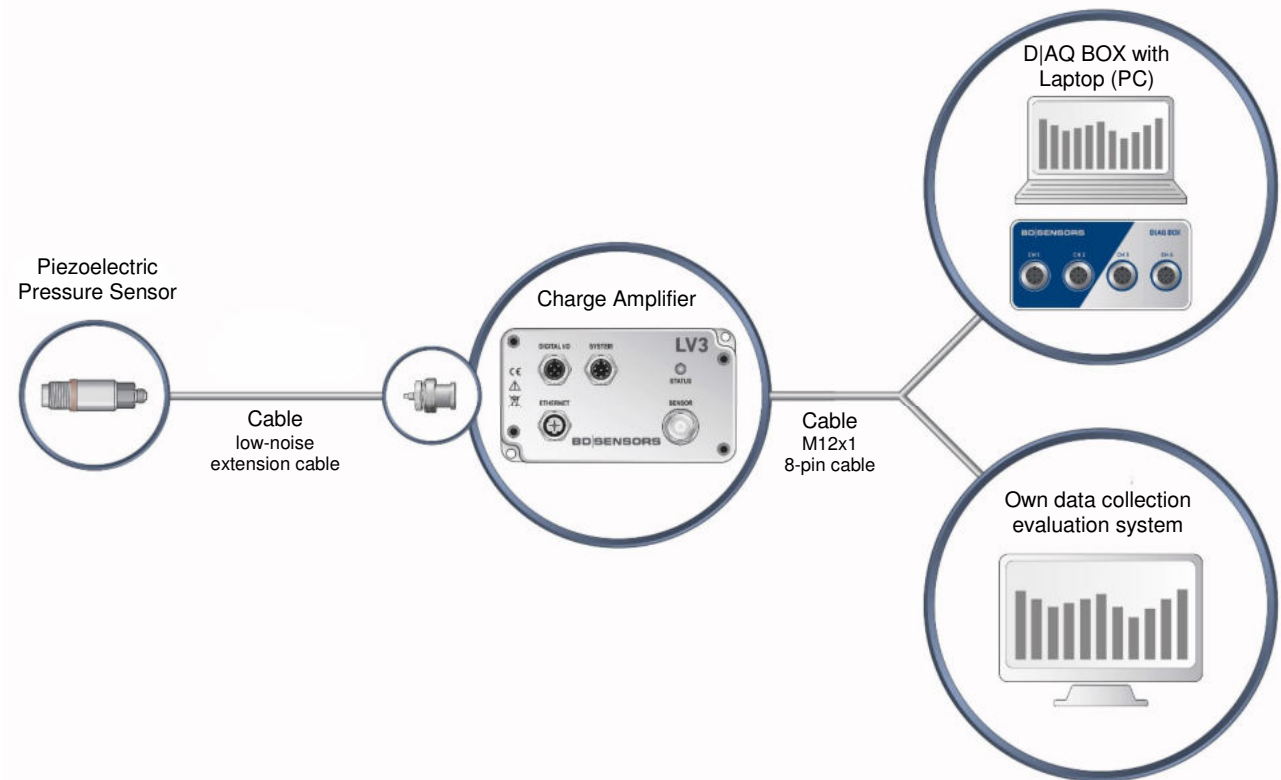 D|AQ BOX with
Laptop (PC)
BD|SENSORS
D|AQ BOX
CH 1
CH 2
CH 3
CH 4
Piezoelectric
Pressure Sensor
Cable
low-noise
extension cable
Charge Amplifier
DIGITAL I/O
SYSTEM
LV3
CE
STATUS
ETHERNET
SENSOR
BD|SENSORS
Cable
M12x1
8-pin cable
Own data collection
evaluation system